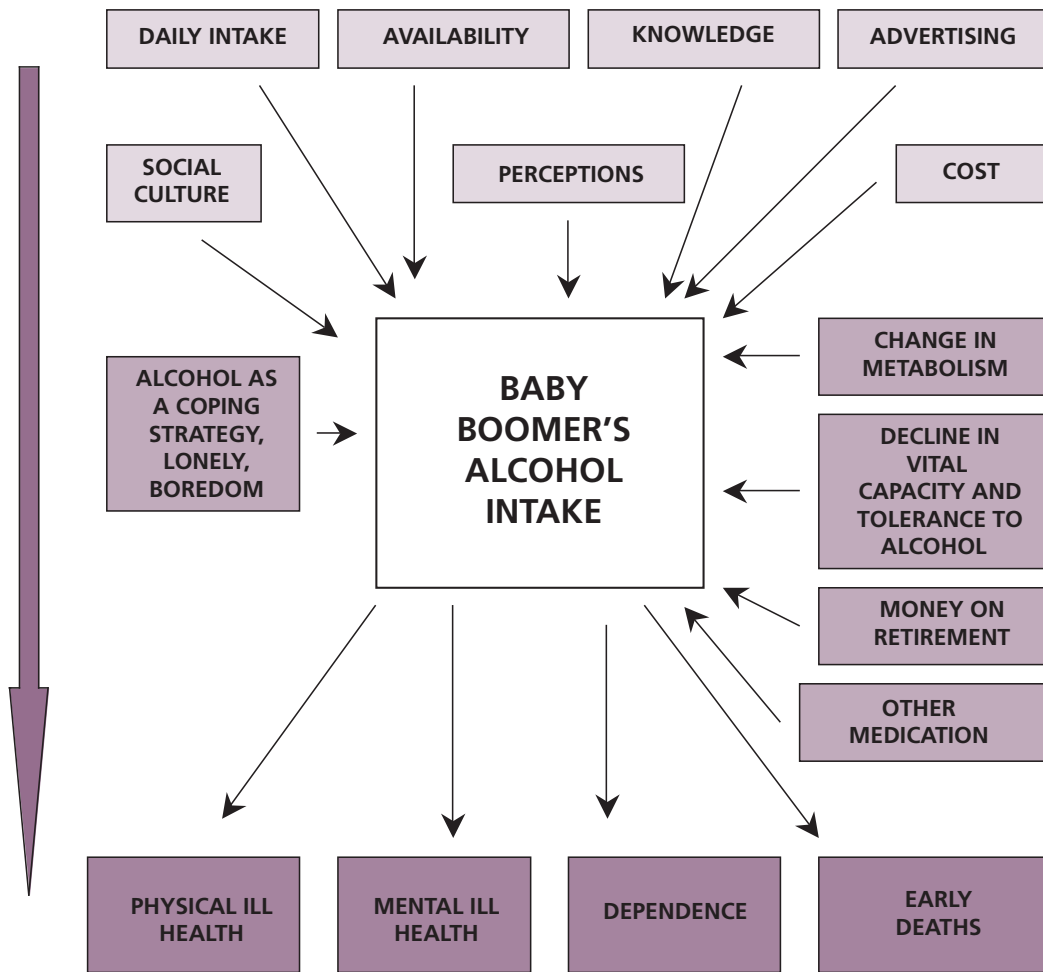 DAILY INTAKE
AVAILABILITY
KNOWLEDGE
ADVERTISING
SOCIAL
CULTURE
PERCEPTIONS
COST
BABY
BOOMER'S
ALCOHOL
INTAKE
ALCOHOL AS
A COPING
STRATEGY,
LONELY,
BOREDOM
CHANGE IN
METABOLISM
DECLINE IN
VITAL
CAPACITY AND
TOLERANCE TO
ALCOHOL
MONEY ON
RETIREMENT
OTHER
MEDICATION
PHYSICAL ILL
HEALTH
MENTAL ILL
HEALTH
DEPENDENCE
EARLY
DEATHS